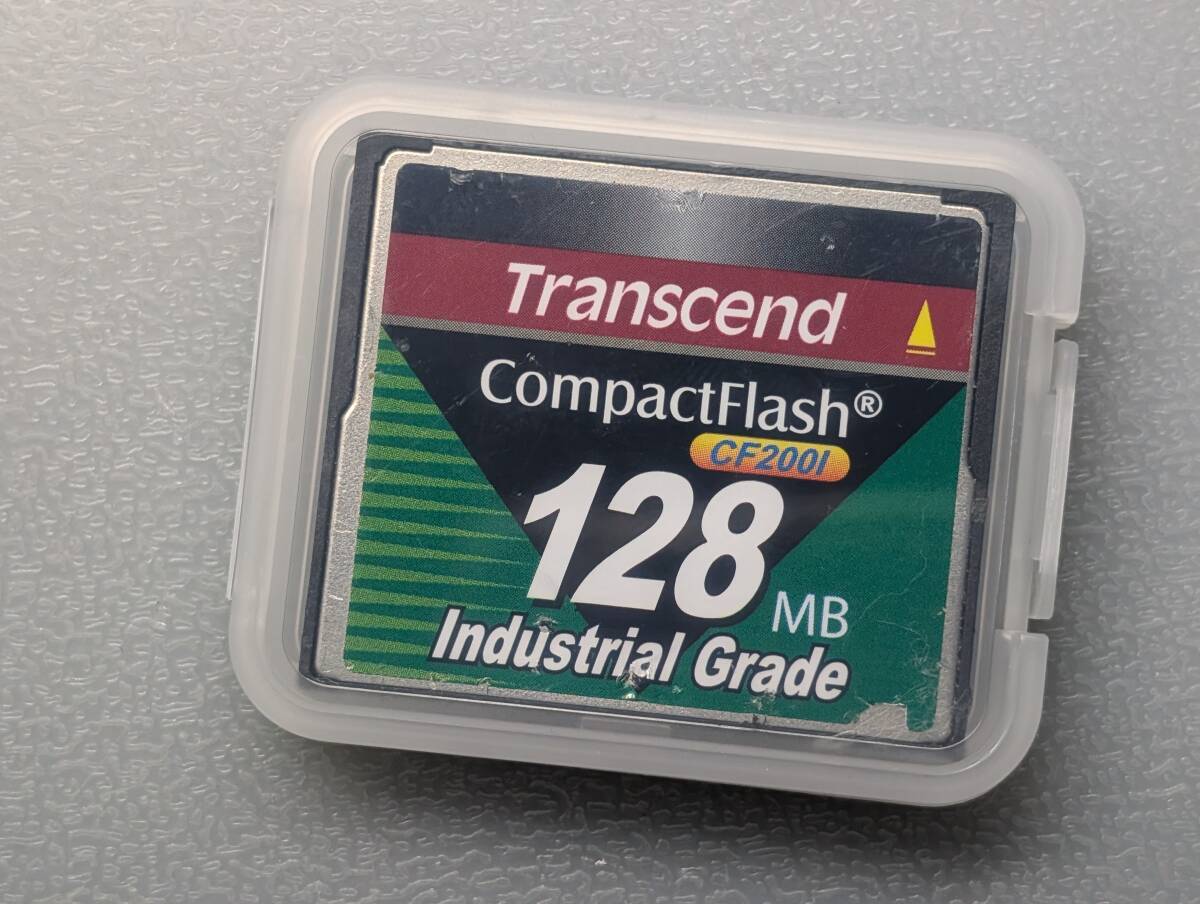 Transcend
CompactFlash®
CF200I
128 MB
Industrial Grade